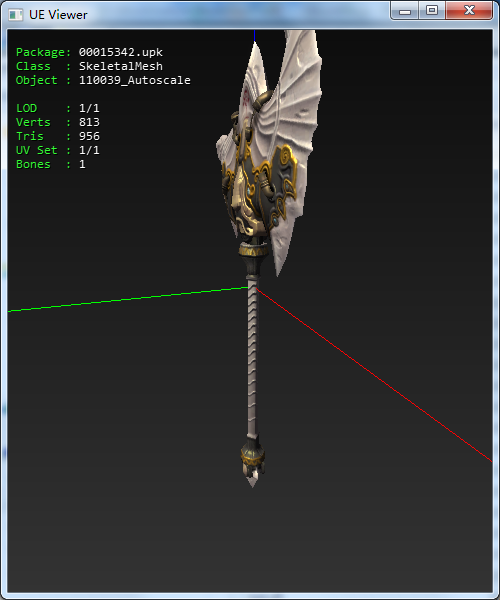 UE Viewer
Package: 00015342.upk
Class : SkeletalMesh
Object : 110039_Autoscale
LOD : 1/1
Verts : 813
Tris : 956
UV Set : 1/1
Bones : 1